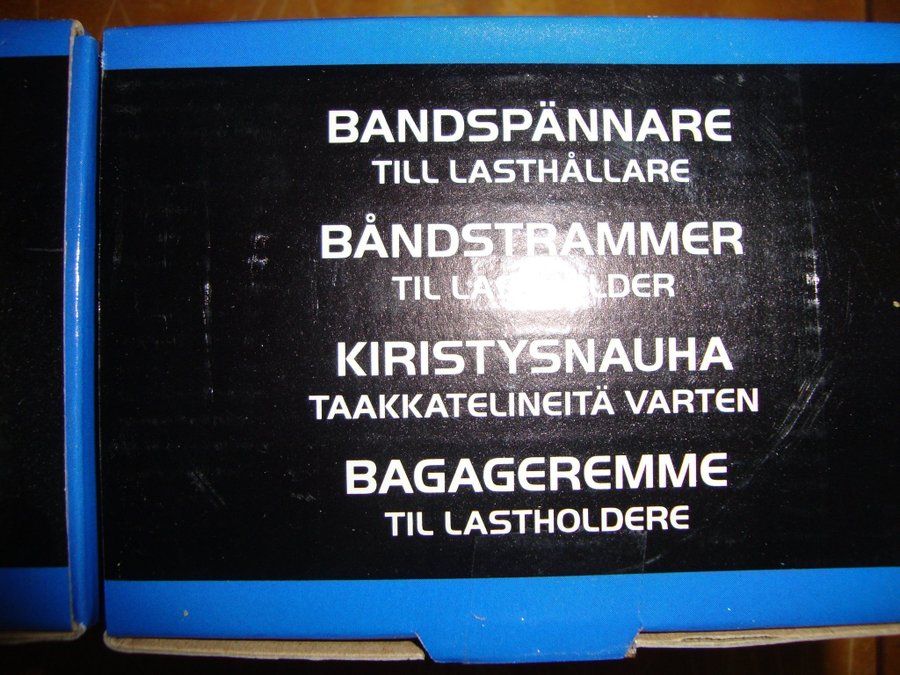 BANDSPÄNNARE
TILL LASTHÅLLARE
BÅNDSTRAMMER
TIL
KIRISTYSNAUHA
TAAKKATELINEITÄ VARTEN
BAGAGEREMME
TIL LASTHOLDERE